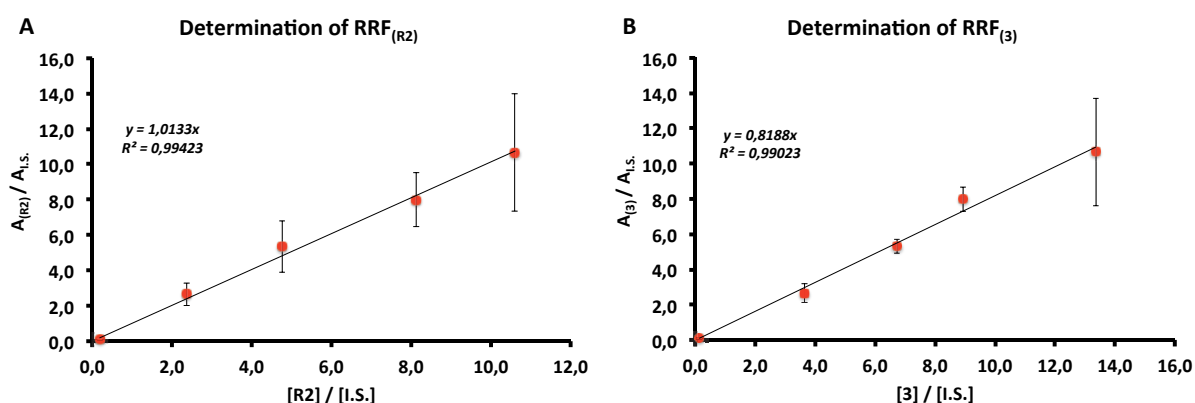 A
Determination of RRF(R2)
A(R2) / AI.S.
16,0
14,0
12,0
10,0
8,0
6,0
4,0
2,0
0,0
y = 1,0133x
R² = 0,99423
0,0 2,0 4,0 6,0 8,0 10,0 12,0
[R2] / [I.S.]
B
Determination of RRF(3)
A(3) / AI.S.
16,0
14,0
12,0
10,0
8,0
6,0
4,0
2,0
0,0
y = 0,8188x
R² = 0,99023
0,0 2,0 4,0 6,0 8,0 10,0 12,0 14,0 16,0
[3] / [I.S.]